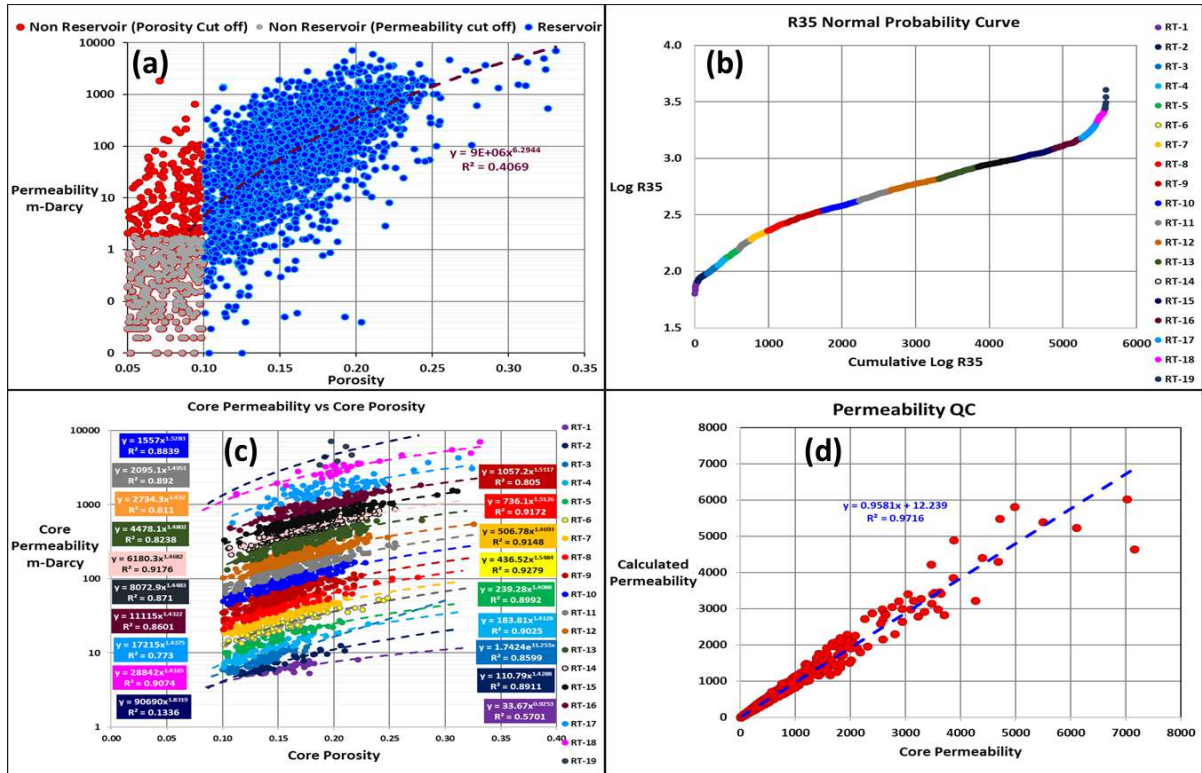 Non Reservoir (Porosity Cut off) Non Reservoir (Permeability cut off) Reservoir
(a)
10000
1000
100
10
1
0
0
Permeability
m-Darcy
y = 9E+06x^6.2944
R² = 0.4069
0.05 0.10 0.15 0.20 0.25 0.30 0.35
Porosity
R35 Normal Probability Curve
(b)
4.0
3.5
3.0
2.5
2.0
1.5
Log R35
0 1000 2000 3000 4000 5000 6000
Cumulative Log R35
RT-1
RT-2
RT-3
RT-4
RT-5
RT-6
RT-7
RT-8
RT-9
RT-10
RT-11
RT-12
RT-13
RT-14
RT-15
RT-16
RT-17
RT-18
RT-19
Core Permeability vs Core Porosity
(c)
10000
1000
100
10
1
Core
Permeability
m-Darcy
y = 1557x^1.5283
R² = 0.8839
y = 2095.1x^1.4951
R² = 0.892
y = 2734.3x^1.432
R² = 0.811
y = 4478.1x^1.4802
R² = 0.8238
y = 6180.3x^1.4682
R² = 0.9176
y = 8072.9x^1.4483
R² = 0.871
y = 11115x^1.4322
R² = 0.8601
y = 17215x^1.4375
R² = 0.773
y = 28842x^1.4185
R² = 0.9074
y = 90690x^1.8319
R² = 0.1336
y = 1057.2x^1.5117
R² = 0.805
y = 736.1x^1.5126
R² = 0.9172
y = 506.78x^1.4693
R² = 0.9148
y = 436.52x^1.5484
R² = 0.9279
y = 239.28x^1.4088
R² = 0.8992
y = 183.81x^1.4128
R² = 0.9025
y = 1.7424e^11.253x
R² = 0.8599
y = 110.79x^1.4288
R² = 0.8911
y = 33.67x^0.9253
R² = 0.5701
0.00 0.05 0.10 0.15 0.20 0.25 0.30 0.35 0.40
Core Porosity
RT-1
RT-2
RT-3
RT-4
RT-5
RT-6
RT-7
RT-8
RT-9
RT-10
RT-11
RT-12
RT-13
RT-14
RT-15
RT-16
RT-17
RT-18
RT-19
Permeability QC
(d)
8000
7000
6000
5000
4000
3000
2000
1000
0
Calculated
Permeability
y = 0.9581x + 12.239
R² = 0.9716
0 1000 2000 3000 4000 5000 6000 7000 8000
Core Permeability